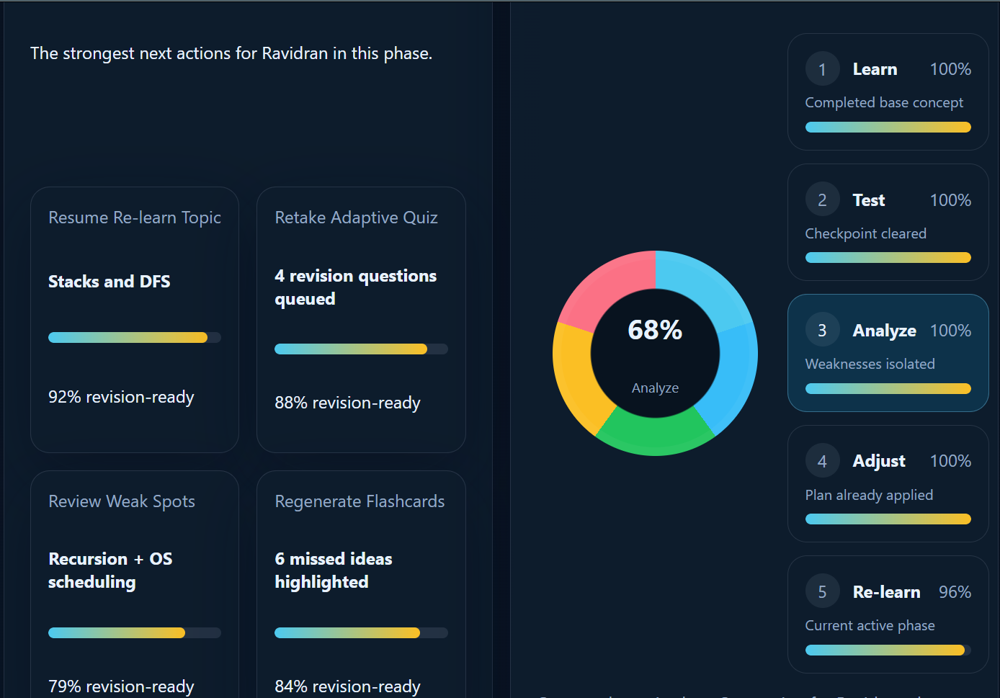 The strongest next actions for Ravidran in this phase.
Resume Re-learn Topic
Stacks and DFS
92% revision-ready
Retake Adaptive Quiz
4 revision questions
queued
88% revision-ready
Review Weak Spots
Recursion + OS
scheduling
79% revision-ready
Regenerate Flashcards
6 missed ideas
highlighted
84% revision-ready
68%
Analyze
1 Learn 100%
Completed base concept
2 Test 100%
Checkpoint cleared
3 Analyze 100%
Weaknesses isolated
4 Adjust 100%
Plan already applied
5 Re-learn 96%
Current active phase